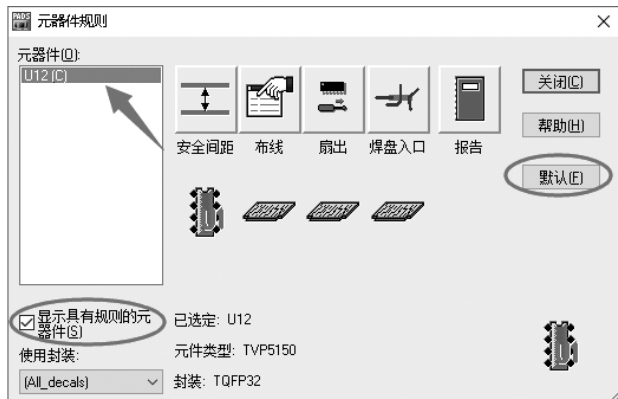 PADS 元器件规则
元器件(O):
U12 (C)
安全间距 布线 扇出 焊盘入口 报告
关闭(C)
帮助(H)
默认(F)
显示具有规则的元
器件(S)
使用封装:
(All_decals)
已选定: U12
元件类型: TVP5150
封装: TQFP32